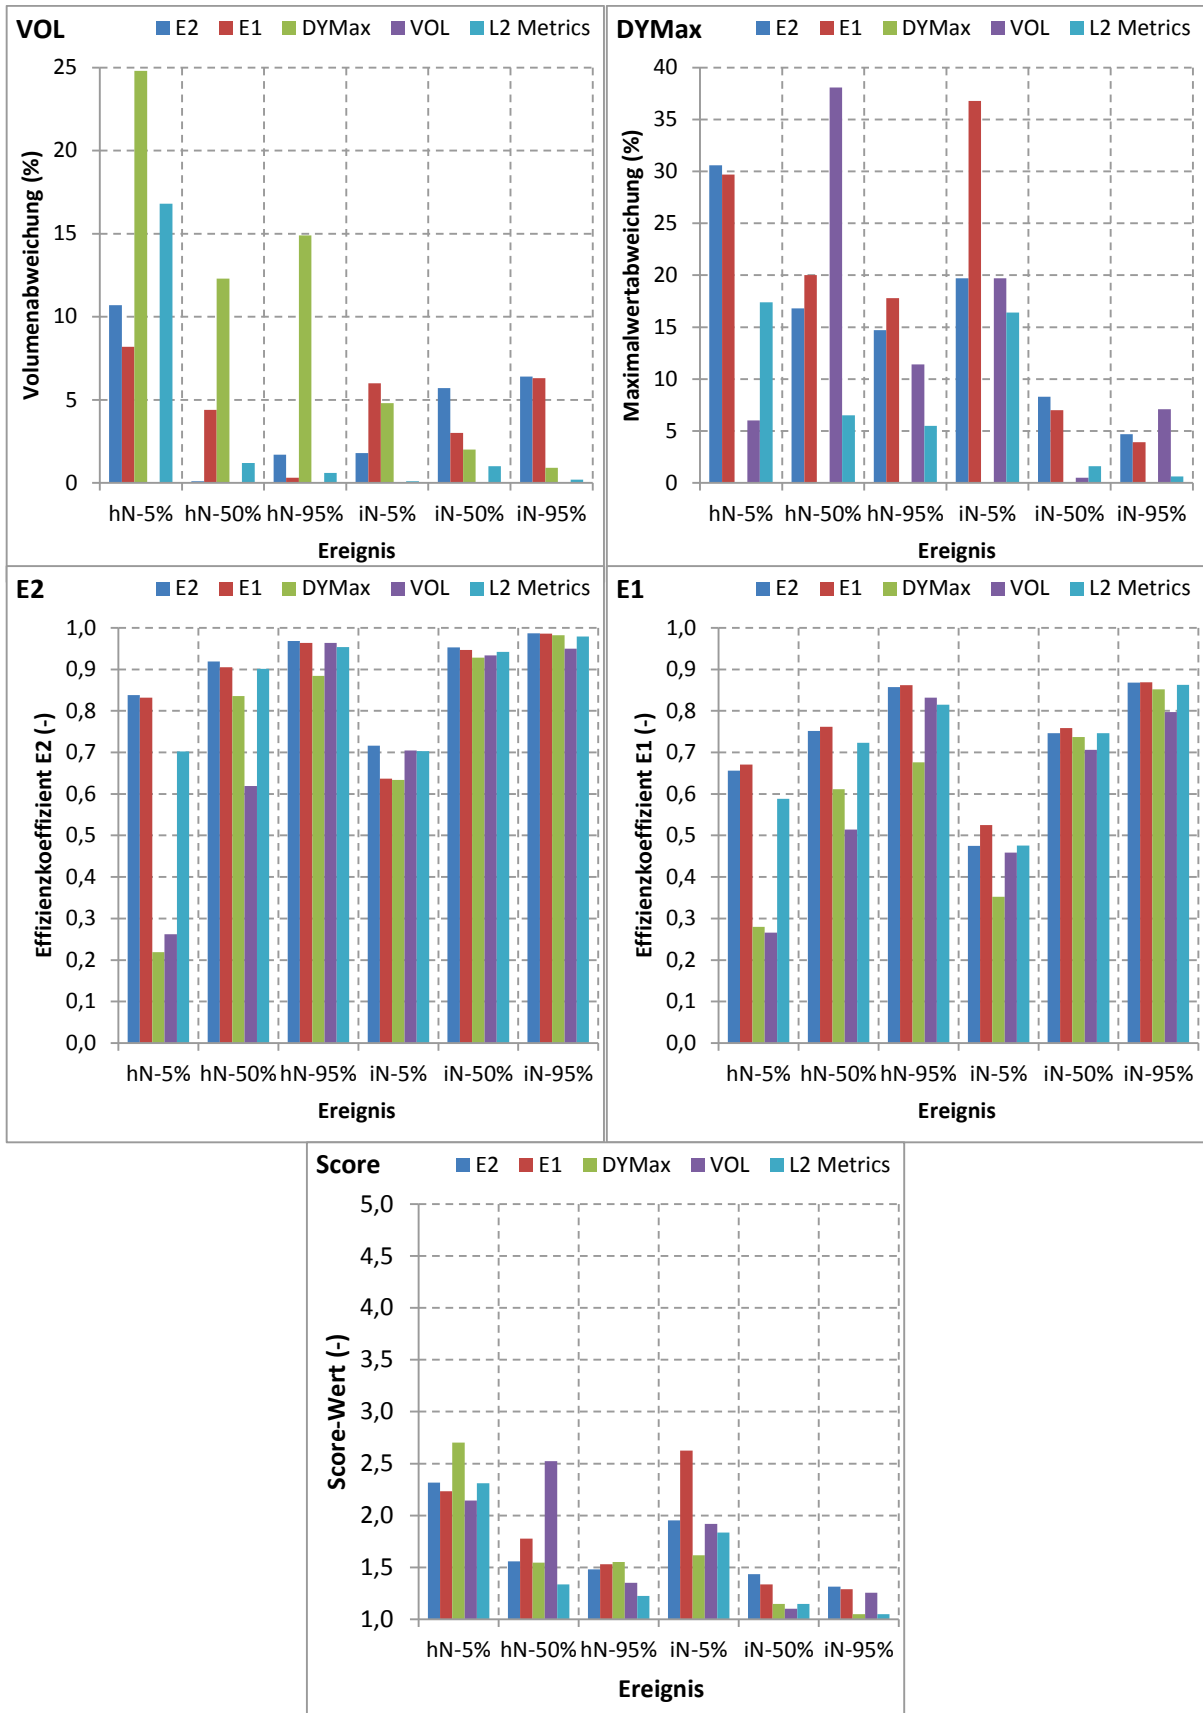 VOL E2 E1 DYMax VOL L2 Metrics
25
20
15
10
5
0
Volumenabweichung (%)
hN-5% hN-50% hN-95% iN-5% iN-50% iN-95%
Ereignis
DYMax E2 E1 DYMax VOL L2 Metrics
40
35
30
25
20
15
10
5
0
Maximalwertabweichung (%)
hN-5% hN-50% hN-95% iN-5% iN-50% iN-95%
Ereignis
E2 E2 E1 DYMax VOL L2 Metrics
1,0
0,9
0,8
0,7
0,6
0,5
0,4
0,3
0,2
0,1
0,0
Effizienzkoeffizient E2 (-)
hN-5% hN-50% hN-95% iN-5% iN-50% iN-95%
Ereignis
E1 E2 E1 DYMax VOL L2 Metrics
1,0
0,9
0,8
0,7
0,6
0,5
0,4
0,3
0,2
0,1
0,0
Effizienzkoeffizient E1 (-)
hN-5% hN-50% hN-95% iN-5% iN-50% iN-95%
Ereignis
Score E2 E1 DYMax VOL L2 Metrics
5,0
4,5
4,0
3,5
3,0
2,5
2,0
1,5
1,0
Score-Wert (-)
hN-5% hN-50% hN-95% iN-5% iN-50% iN-95%
Ereignis